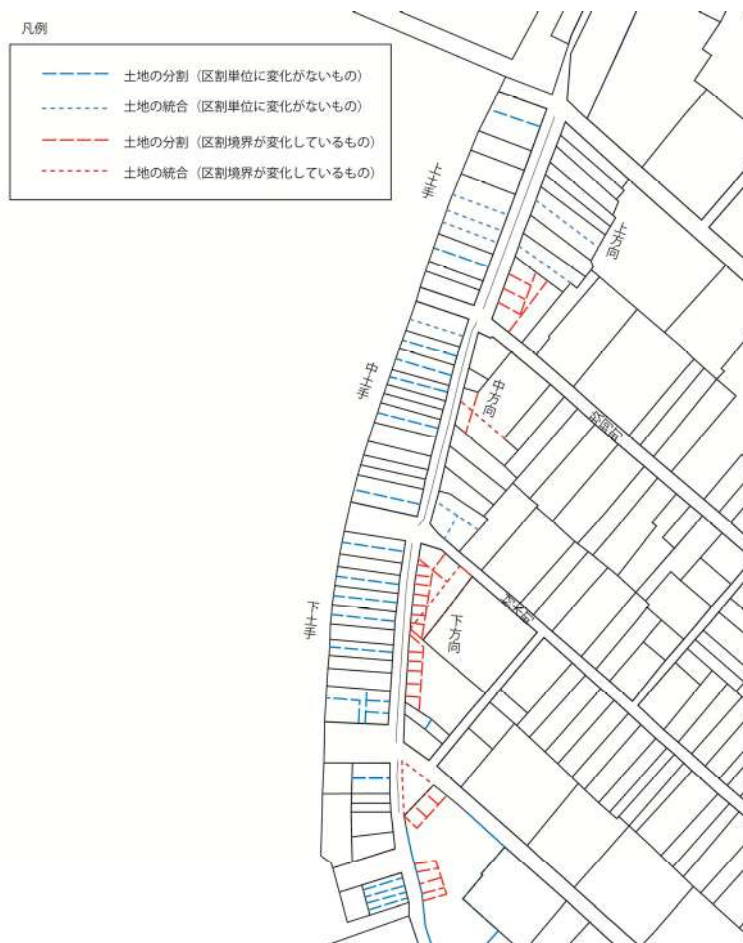 凡例
土地の分割（区割単位に変化がないもの）
土地の統合（区割単位に変化がないもの）
土地の分割（区割境界が変化しているもの）
土地の統合（区割境界が変化しているもの）
上土手
上方向
中土手
中方向
下土手
下方向